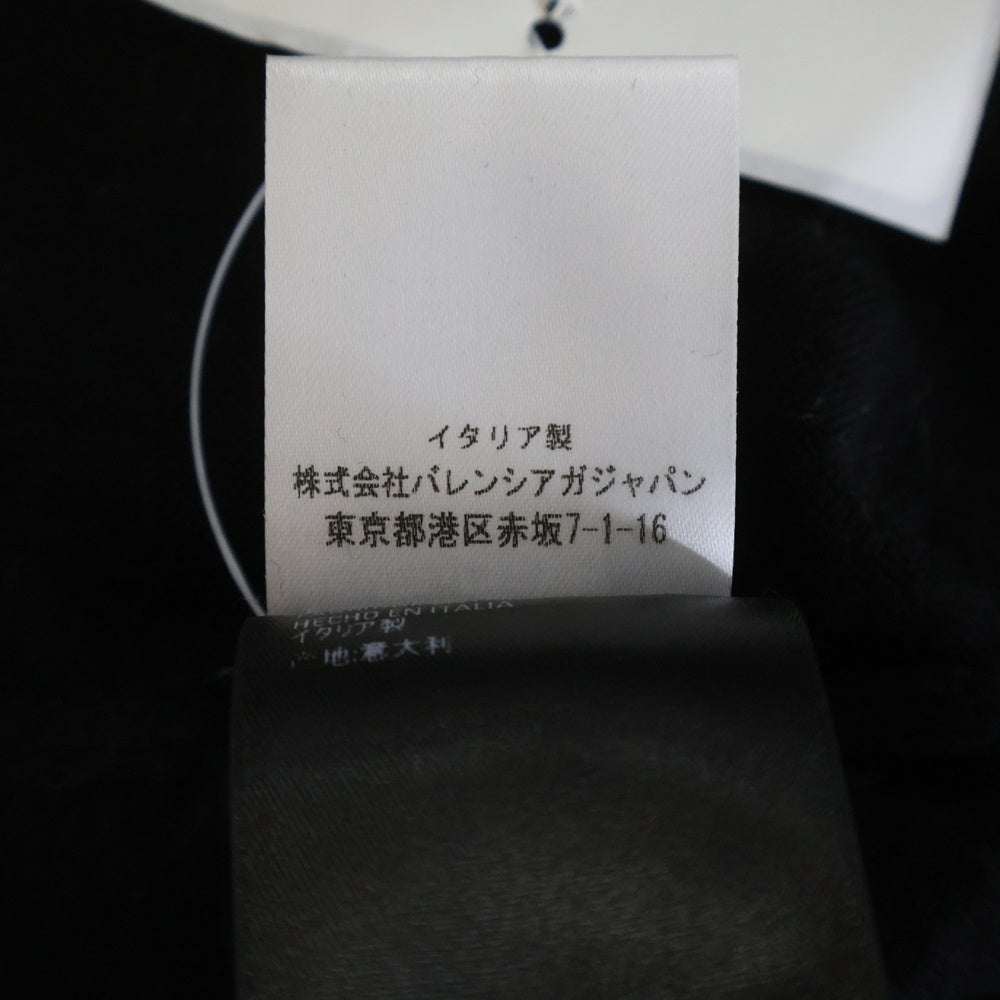 イタリア製
株式会社バレンシアガジャパン
東京都港区赤坂7-1-16
HECHO EN ITALIA
イタリア製
地:意大利